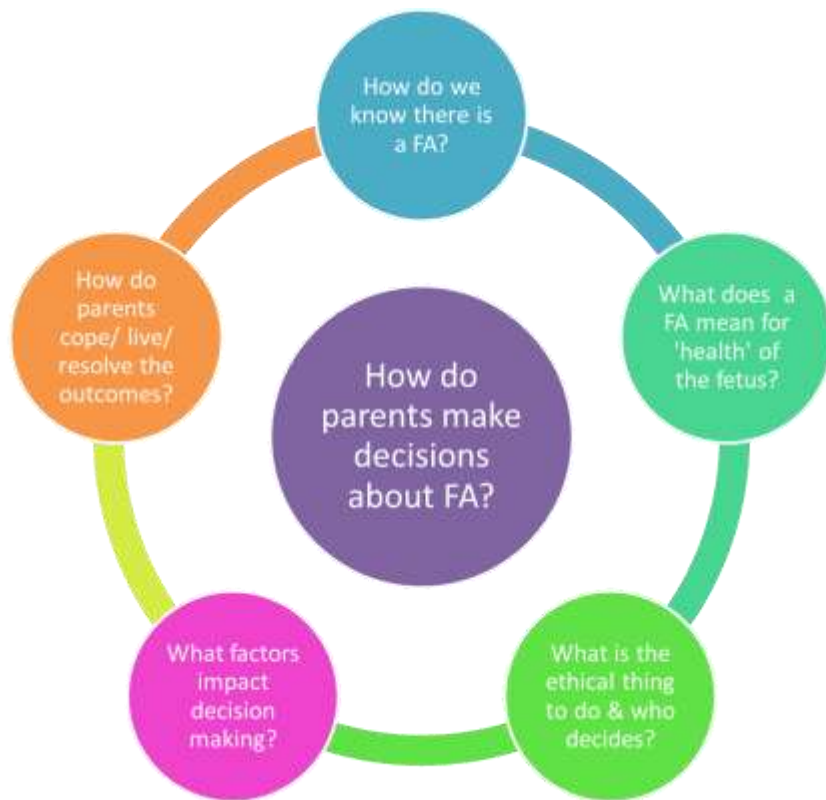 How do we
know there is
a FA?
What does a
FA mean for
'health' of
the fetus?
What is the
ethical thing
to do & who
decides?
What factors
impact
decision
making?
How do
parents
cope/ live/
resolve the
outcomes?
How do
parents make
decisions
about FA?